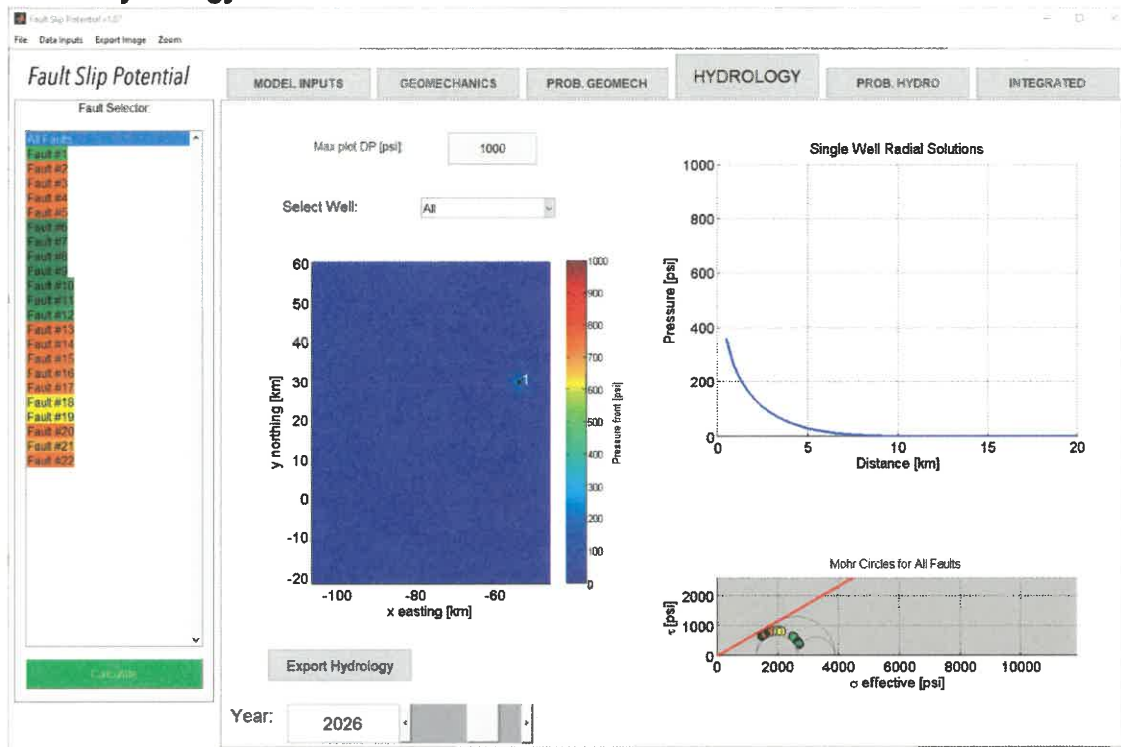 Fault Slip Potential v1.07
File Data Inputs Export Image Zoom
Fault Slip Potential
MODEL INPUTS
GEOMECHANICS
PROB. GEOMECH
HYDROLOGY
PROB. HYDRO
INTEGRATED
Fault Selector:
All Faults
Fault #1
Fault #2
Fault #3
Fault #4
Fault #5
Fault #6
Fault #7
Fault #8
Fault #9
Fault #10
Fault #11
Fault #12
Fault #13
Fault #14
Fault #15
Fault #16
Fault #17
Fault #18
Fault #19
Fault #20
Fault #21
Fault #22
Calculate
Max plot DP [psi]: 1000
Select Well: All
60
50
40
30
20
10
0
-10
-20
y northing [km]
-100 -80 -60
x easting [km]
1
1000
900
800
700
600
500
400
300
200
100
0
Pressure front [psi]
Export Hydrology
Year: 2026
Single Well Radial Solutions
1000
800
600
400
200
0
Pressure [psi]
0 5 10 15 20
Distance [km]
Mohr Circles for All Faults
2000
1000
0
τ [psi]
0 2000 4000 6000 8000 10000
σ effective [psi]